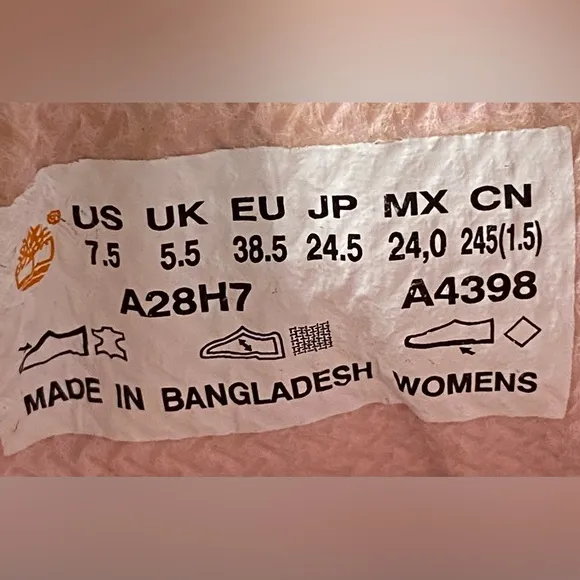 US UK EU JP MX CN
7.5 5.5 38.5 24.5 24,0 245(1.5)
A28H7 A4398
MADE IN BANGLADESH WOMENS